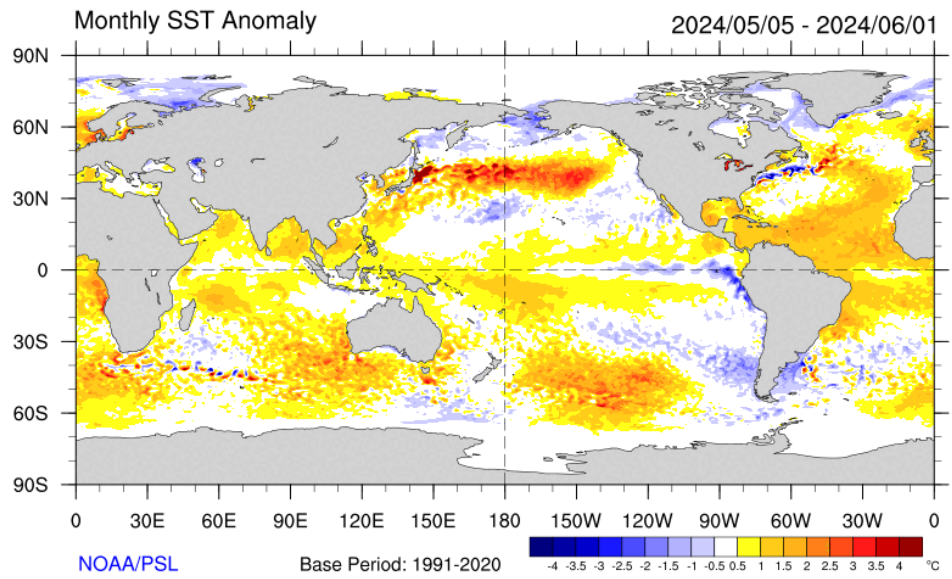 Monthly SST Anomaly 2024/05/05 - 2024/06/01
90N
60N
30N
0
30S
60S
90S
0 30E 60E 90E 120E 150E 180 150W 120W 90W 60W 30W 0
NOAA/PSL Base Period: 1991-2020
-4 -3.5 -3 -2.5 -2 -1.5 -1 -0.5 0.5 1 1.5 2 2.5 3 3.5 4 °C